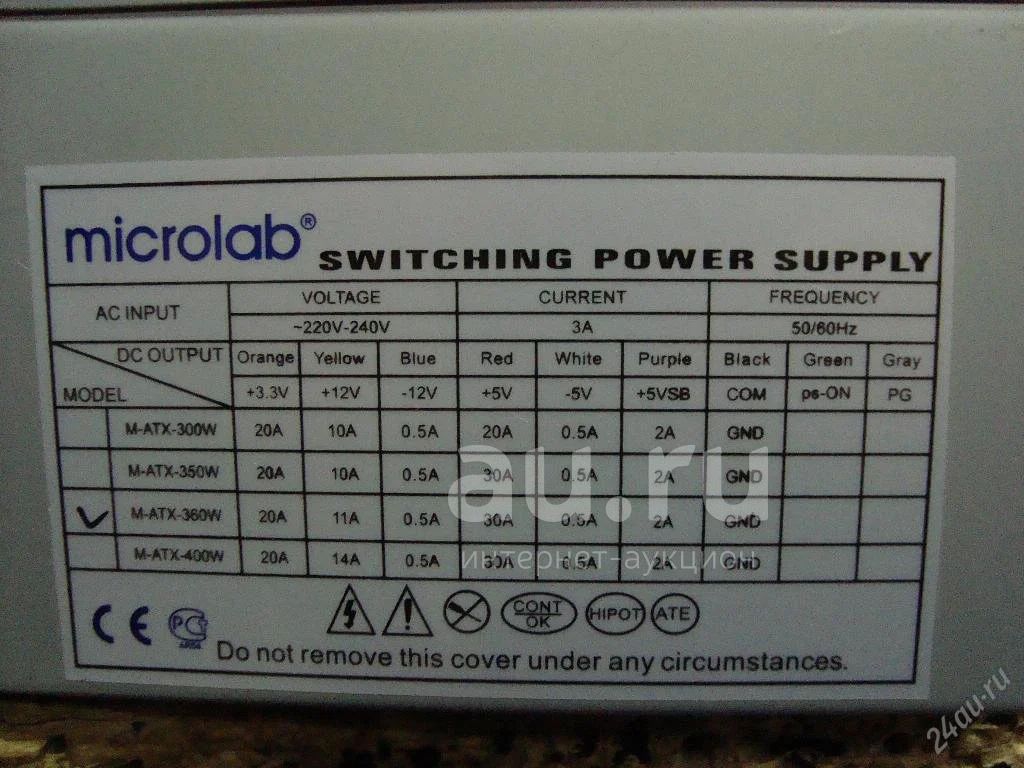 microlab®
SWITCHING POWER SUPPLY
AC INPUT VOLTAGE CURRENT FREQUENCY
~220V-240V 3A 50/60Hz
DC OUTPUT Orange Yellow Blue Red White Purple Black Green Gray
MODEL +3.3V +12V -12V +5V -5V +5VSB COM ps-ON PG
M-ATX-300W 20A 10A 0.5A 20A 0.5A 2A GND
M-ATX-350W 20A 10A 0.5A 30A 0.5A 2A GND
M-ATX-360W 20A 11A 0.5A 30A 0.5A 2A GND
M-ATX-400W 20A 14A 0.5A 30A 0.5A 2A GND
au.ru
интернет-аукцион
CE PCT CONT OK HIPOT ATE
Do not remove this cover under any circumstances.
24au.ru